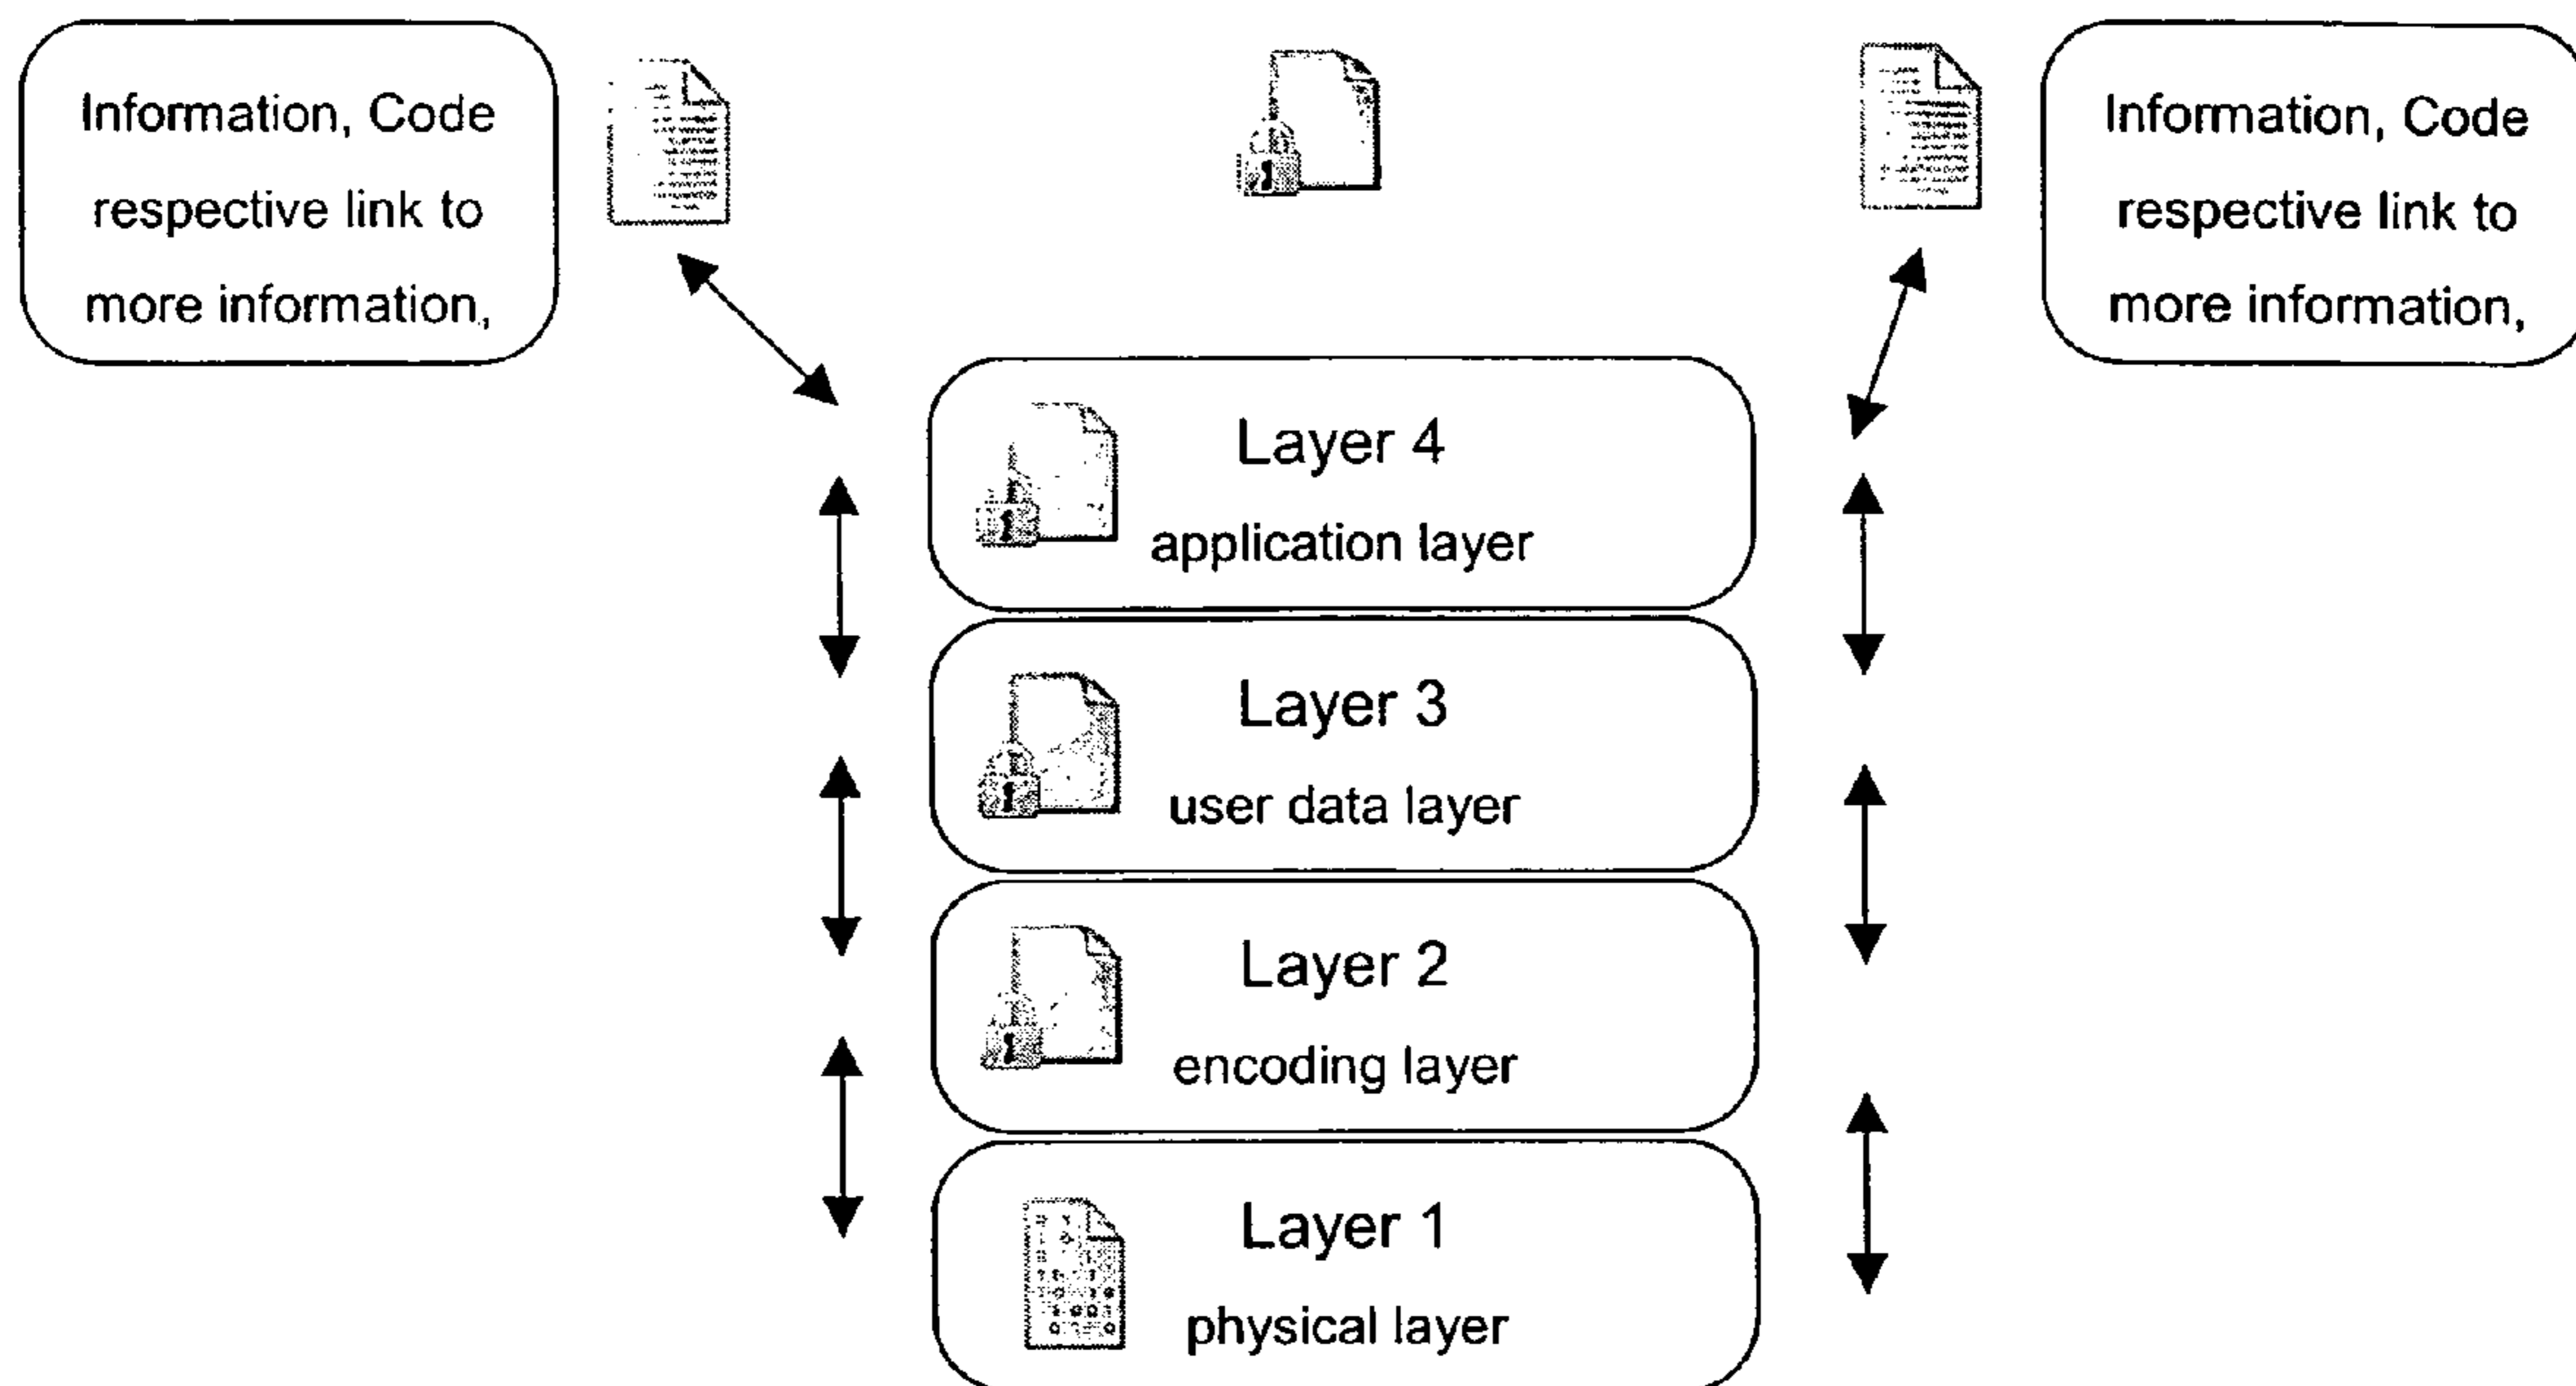 Information, Code
respective link to
more information,
Information, Code
respective link to
more information,
Layer 4
application layer
Layer 3
user data layer
Layer 2
encoding layer
Layer 1
physical layer